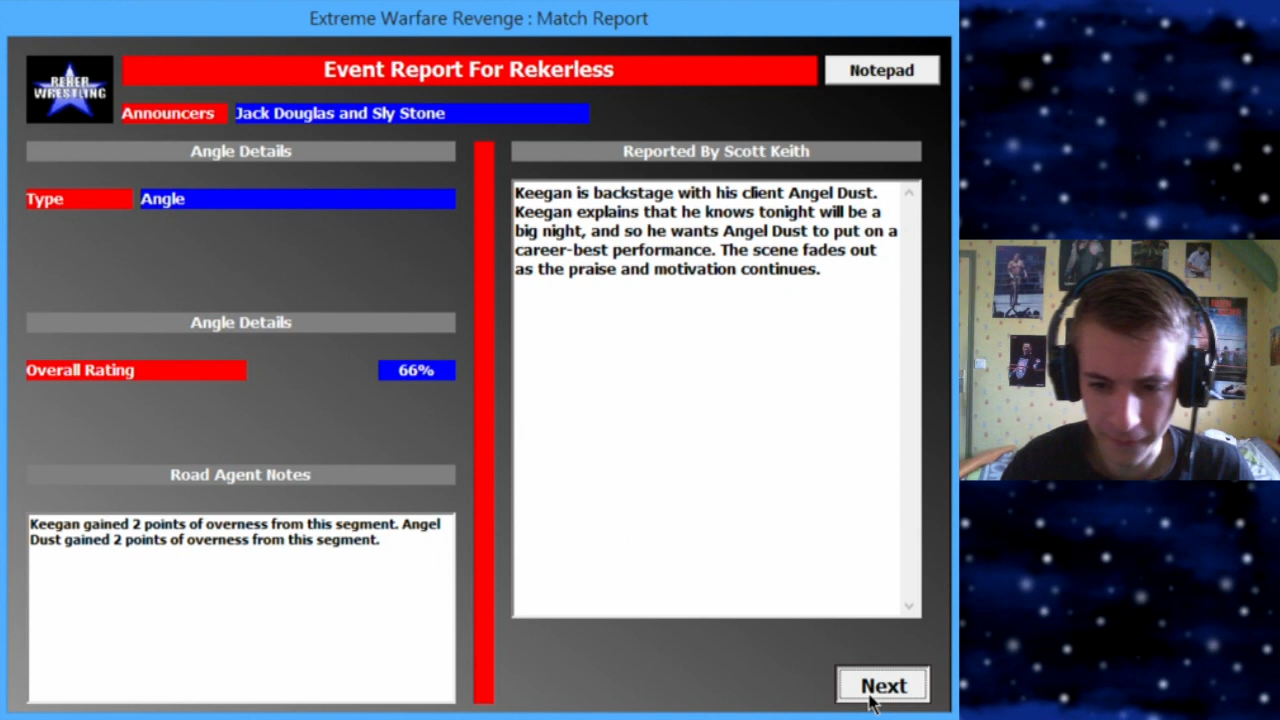 Extreme Warfare Revenge : Match Report
REKER
WRESTLING
Event Report For Rekerless
Notepad
Announcers
Jack Douglas and Sly Stone
Angle Details
Type
Angle
Angle Details
Overall Rating
66%
Road Agent Notes
Keegan gained 2 points of overness from this segment. Angel
Dust gained 2 points of overness from this segment.
Reported By Scott Keith
Keegan is backstage with his client Angel Dust.
Keegan explains that he knows tonight will be a
big night, and so he wants Angel Dust to put on a
career-best performance. The scene fades out
as the praise and motivation continues.
Next